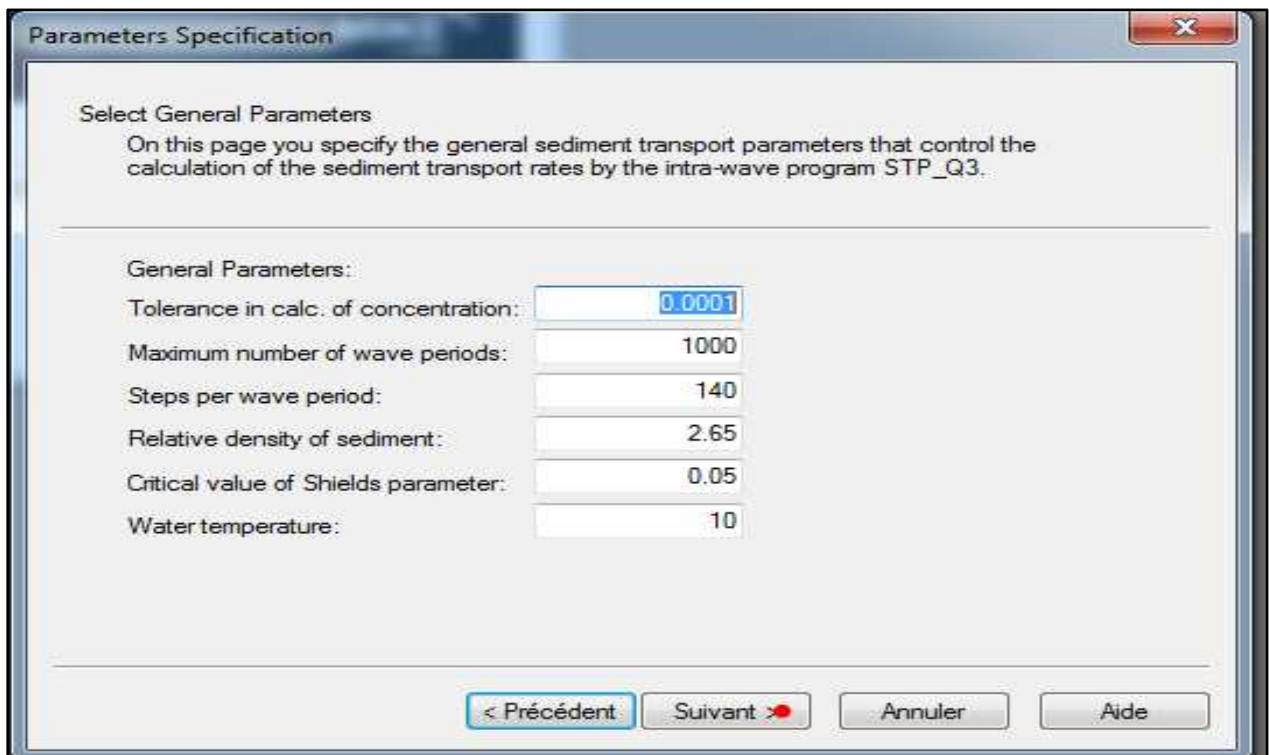 Parameters Specification
Select General Parameters
On this page you specify the general sediment transport parameters that control the
calculation of the sediment transport rates by the intra-wave program STP_Q3.
General Parameters:
Tolerance in calc. of concentration: 0.0001
Maximum number of wave periods: 1000
Steps per wave period: 140
Relative density of sediment: 2.65
Critical value of Shields parameter: 0.05
Water temperature: 10
< Précédent Suivant > Annuler Aide